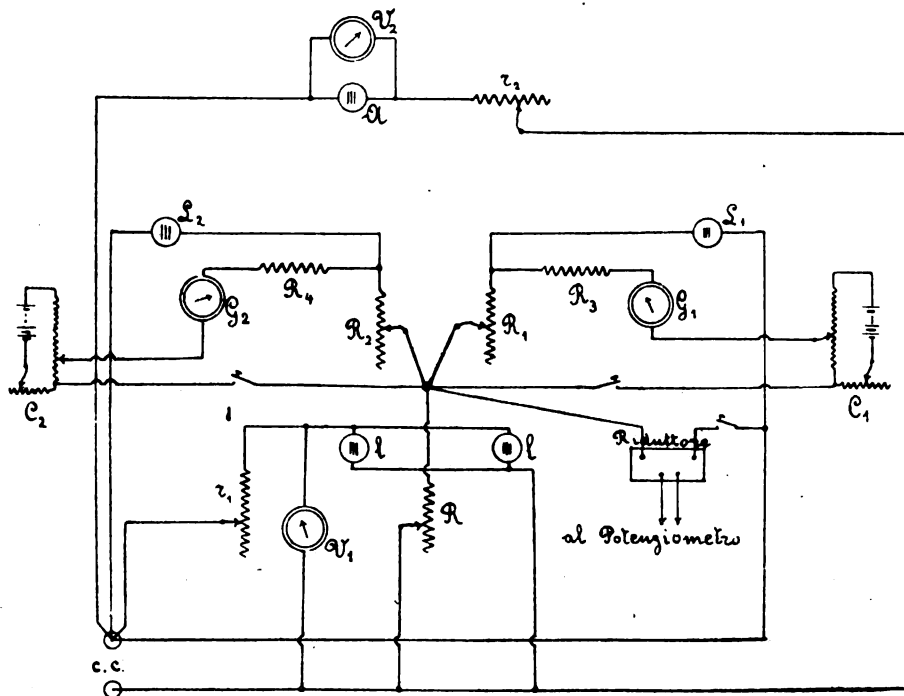 V₂
r₂
A
L₂
L₁
R₄
R₃
G₂
G₁
R₂
R₁
C₂
C₁
Riduttore
r₁
l
l
R
V₁
al Potenziometro
c.c.